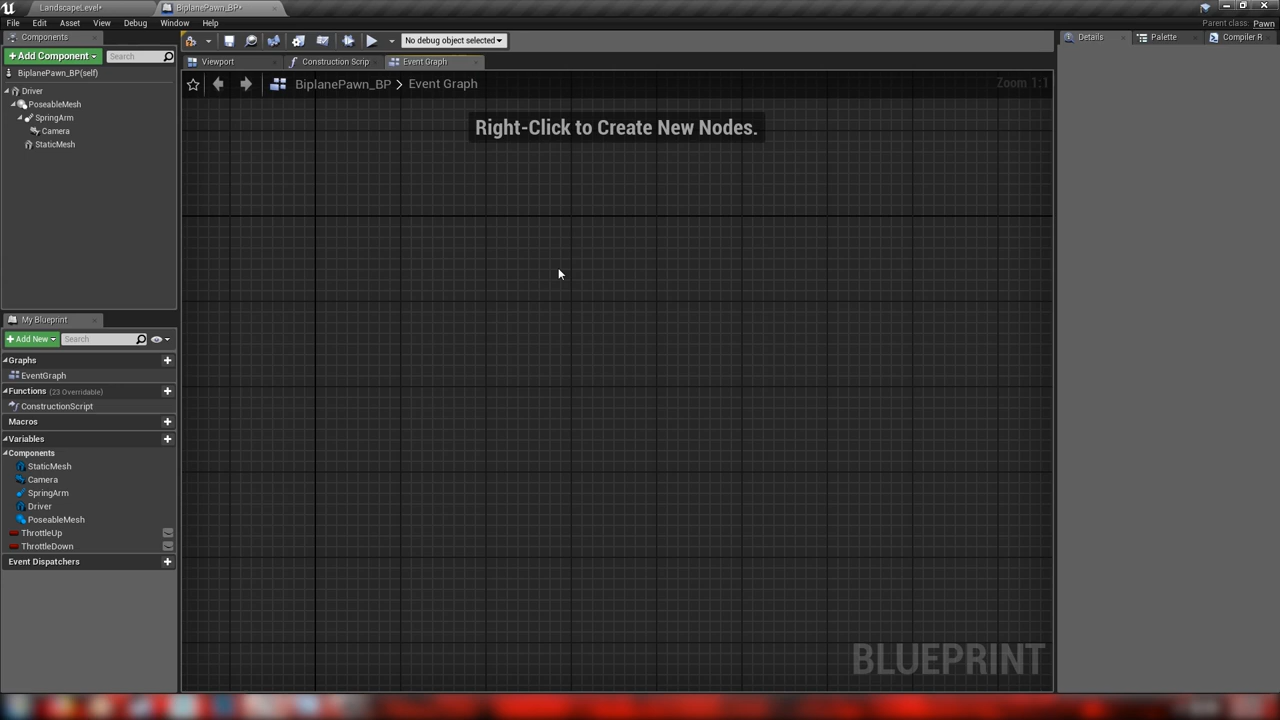 LandscapeLevel*
BiplanePawn_BP*
File Edit Asset View Debug Window Help
Parent class: Pawn
Components
+Add Component
Search
No debug object selected
BiplanePawn_BP(self)
Driver
PoseableMesh
SpringArm
Camera
StaticMesh
Viewport
Construction Scrip
Event Graph
BiplanePawn_BP > Event Graph
Zoom 1:1
Right-Click to Create New Nodes.
BLUEPRINT
My Blueprint
+Add New
Search
Graphs
EventGraph
Functions (23 Overridable)
ConstructionScript
Macros
Variables
Components
StaticMesh
Camera
SpringArm
Driver
PoseableMesh
ThrottleUp
ThrottleDown
Event Dispatchers
Details
Palette
Compiler R